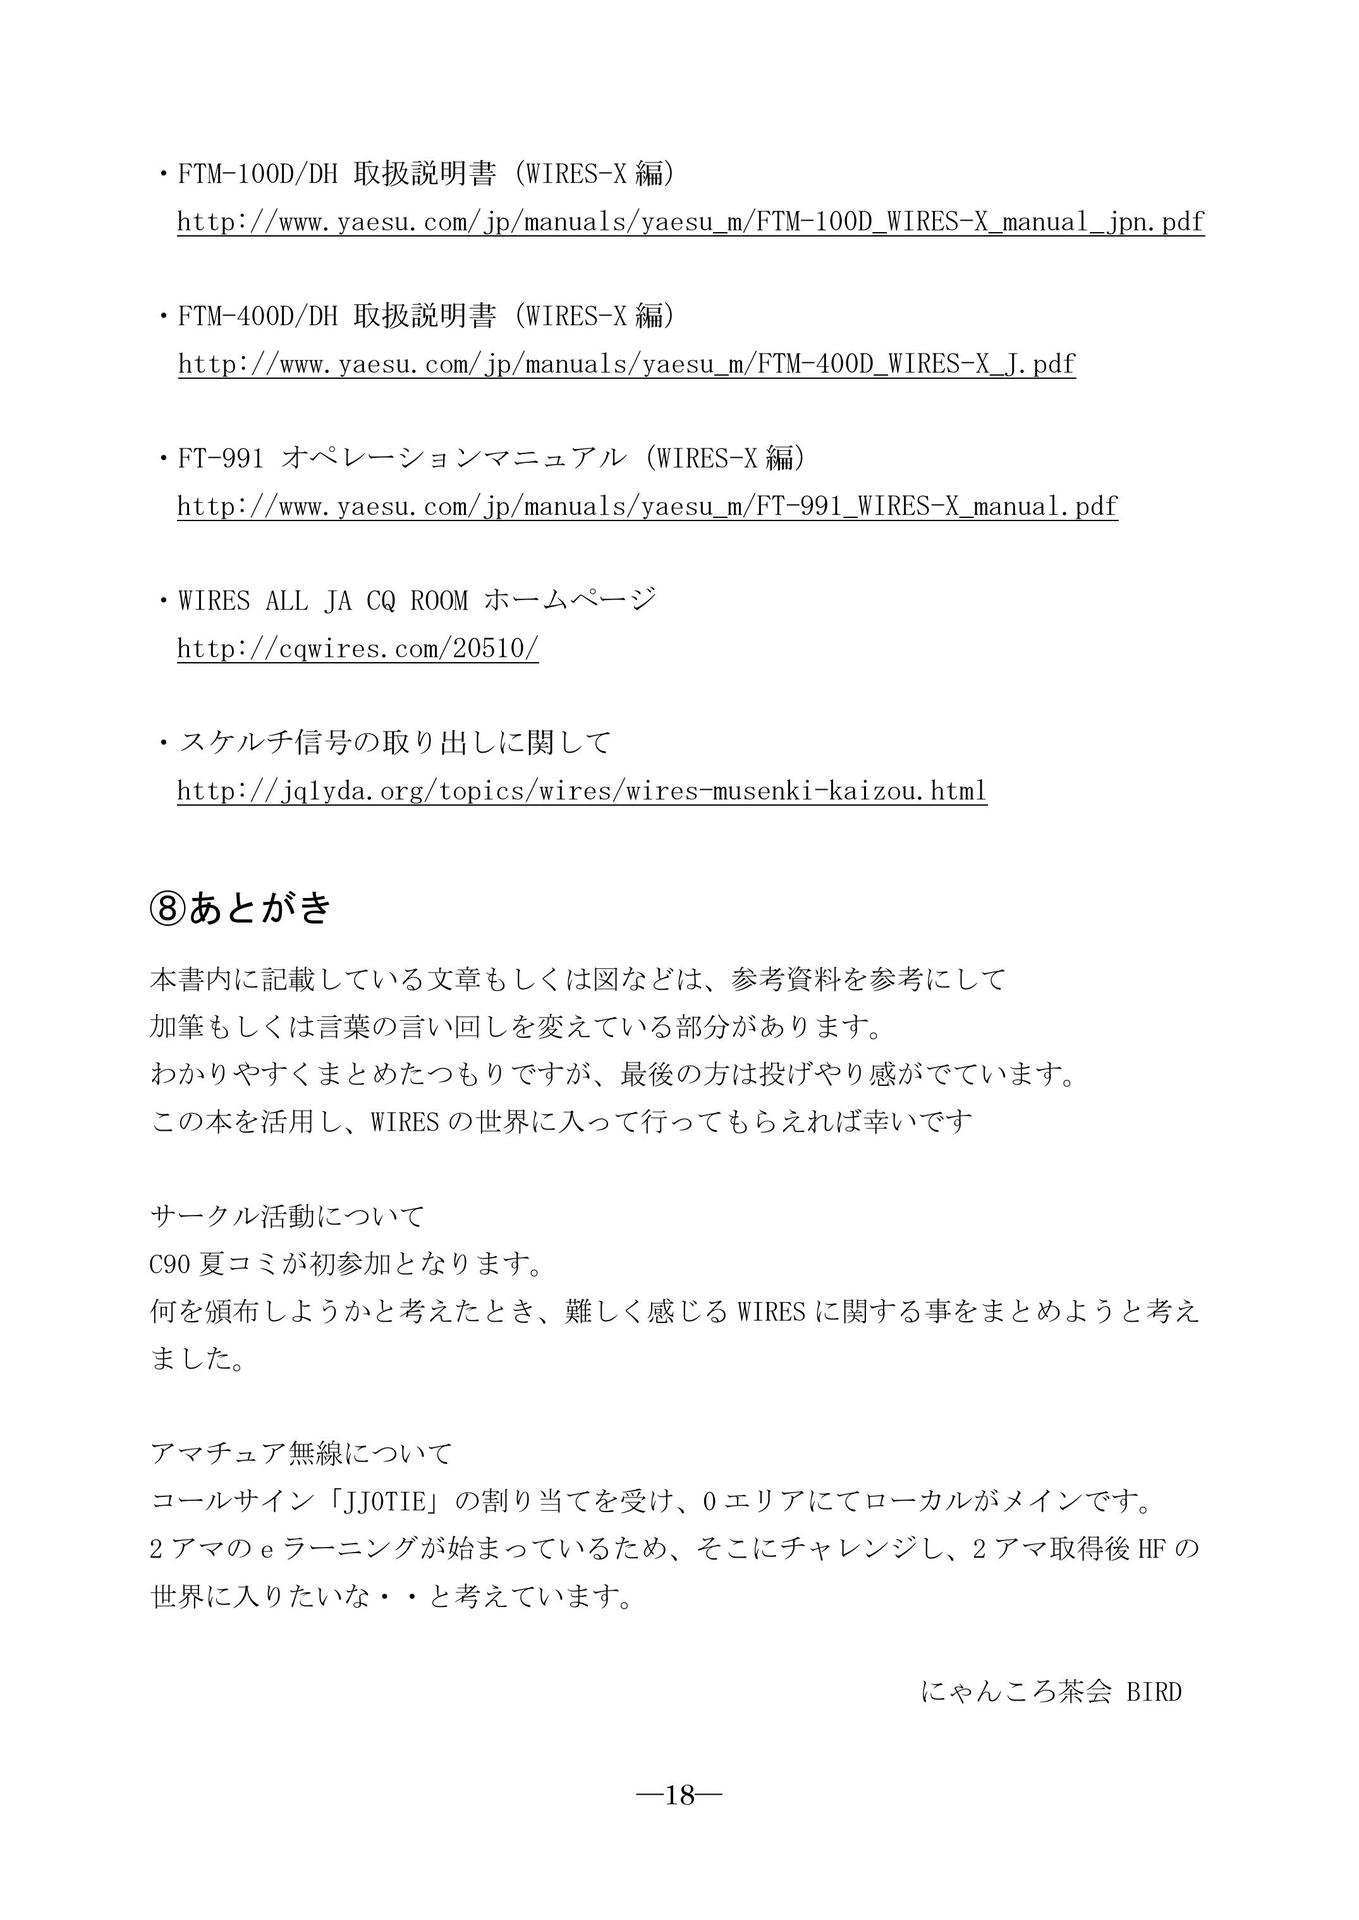 ・FTM-100D/DH 取扱説明書（WIRES-X 編）
http://www.yaesu.com/jp/manuals/yaesu_m/FTM-100D_WIRES-X_manual_jpn.pdf
・FTM-400D/DH 取扱説明書（WIRES-X 編）
http://www.yaesu.com/jp/manuals/yaesu_m/FTM-400D_WIRES-X_J.pdf
・FT-991 オペレーションマニュアル（WIRES-X 編）
http://www.yaesu.com/jp/manuals/yaesu_m/FT-991_WIRES-X_manual.pdf
・WIRES ALL JA CQ ROOM ホームページ
http://cqwires.com/20510/
・スケルチ信号の取り出しに関して
http://jq1yda.org/topics/wires/wires-musenki-kaizou.html
⑧あとがき
本書内に記載している文章もしくは図などは、参考資料を参考にして
加筆もしくは言葉の言い回しを変えている部分があります。
わかりやすくまとめたつもりですが、最後の方は投げやり感がでています。
この本を活用し、WIRES の世界に入って行ってもらえれば幸いです
サークル活動について
C90 夏コミが初参加となります。
何を頒布しようかと考えたとき、難しく感じる WIRES に関する事をまとめようと考え
ました。
アマチュア無線について
コールサイン「JJ0TIE」の割り当てを受け、0 エリアにてローカルがメインです。
2 アマの e ラーニングが始まっているため、そこにチャレンジし、2 アマ取得後 HF の
世界に入りたいな・・と考えています。
にゃんころ茶会 BIRD
―18―